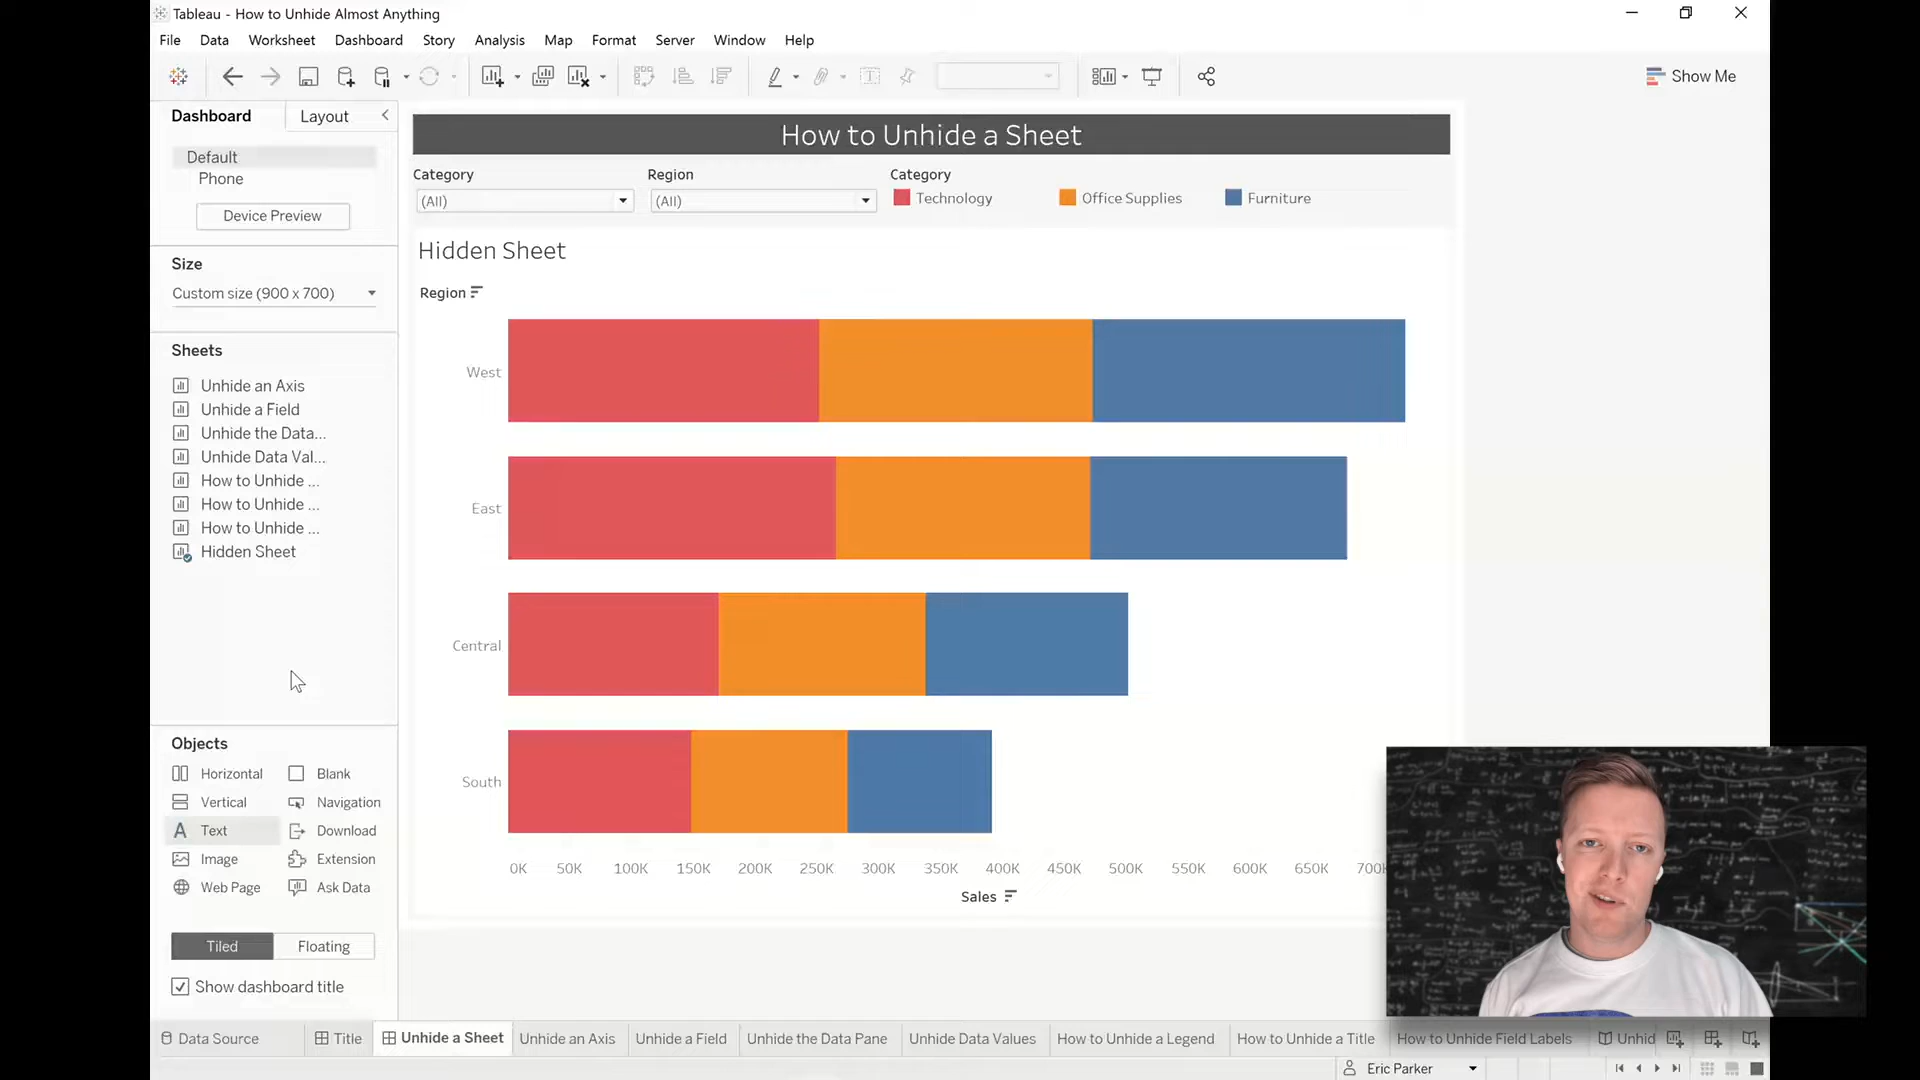 Tableau - How to Unhide Almost Anything
File Data Worksheet Dashboard Story Analysis Map Format Server Window Help
Show Me
Dashboard Layout
Default
Phone
Device Preview
Size
Custom size (900 x 700)
Sheets
Unhide an Axis
Unhide a Field
Unhide the Data...
Unhide Data Val...
How to Unhide ...
How to Unhide ...
How to Unhide ...
Hidden Sheet
Objects
Horizontal Blank
Vertical Navigation
A Text Download
Image Extension
Web Page Ask Data
Tiled Floating
Show dashboard title
How to Unhide a Sheet
Category Region Category
(All) (All) Technology Office Supplies Furniture
Hidden Sheet
Region
West
East
Central
South
0K 50K 100K 150K 200K 250K 300K 350K 400K 450K 500K 550K 600K 650K 700K
Sales
Data Source Title Unhide a Sheet Unhide an Axis Unhide a Field Unhide the Data Pane Unhide Data Values How to Unhide a Legend How to Unhide a Title How to Unhide Field Labels Unhid
Eric Parker